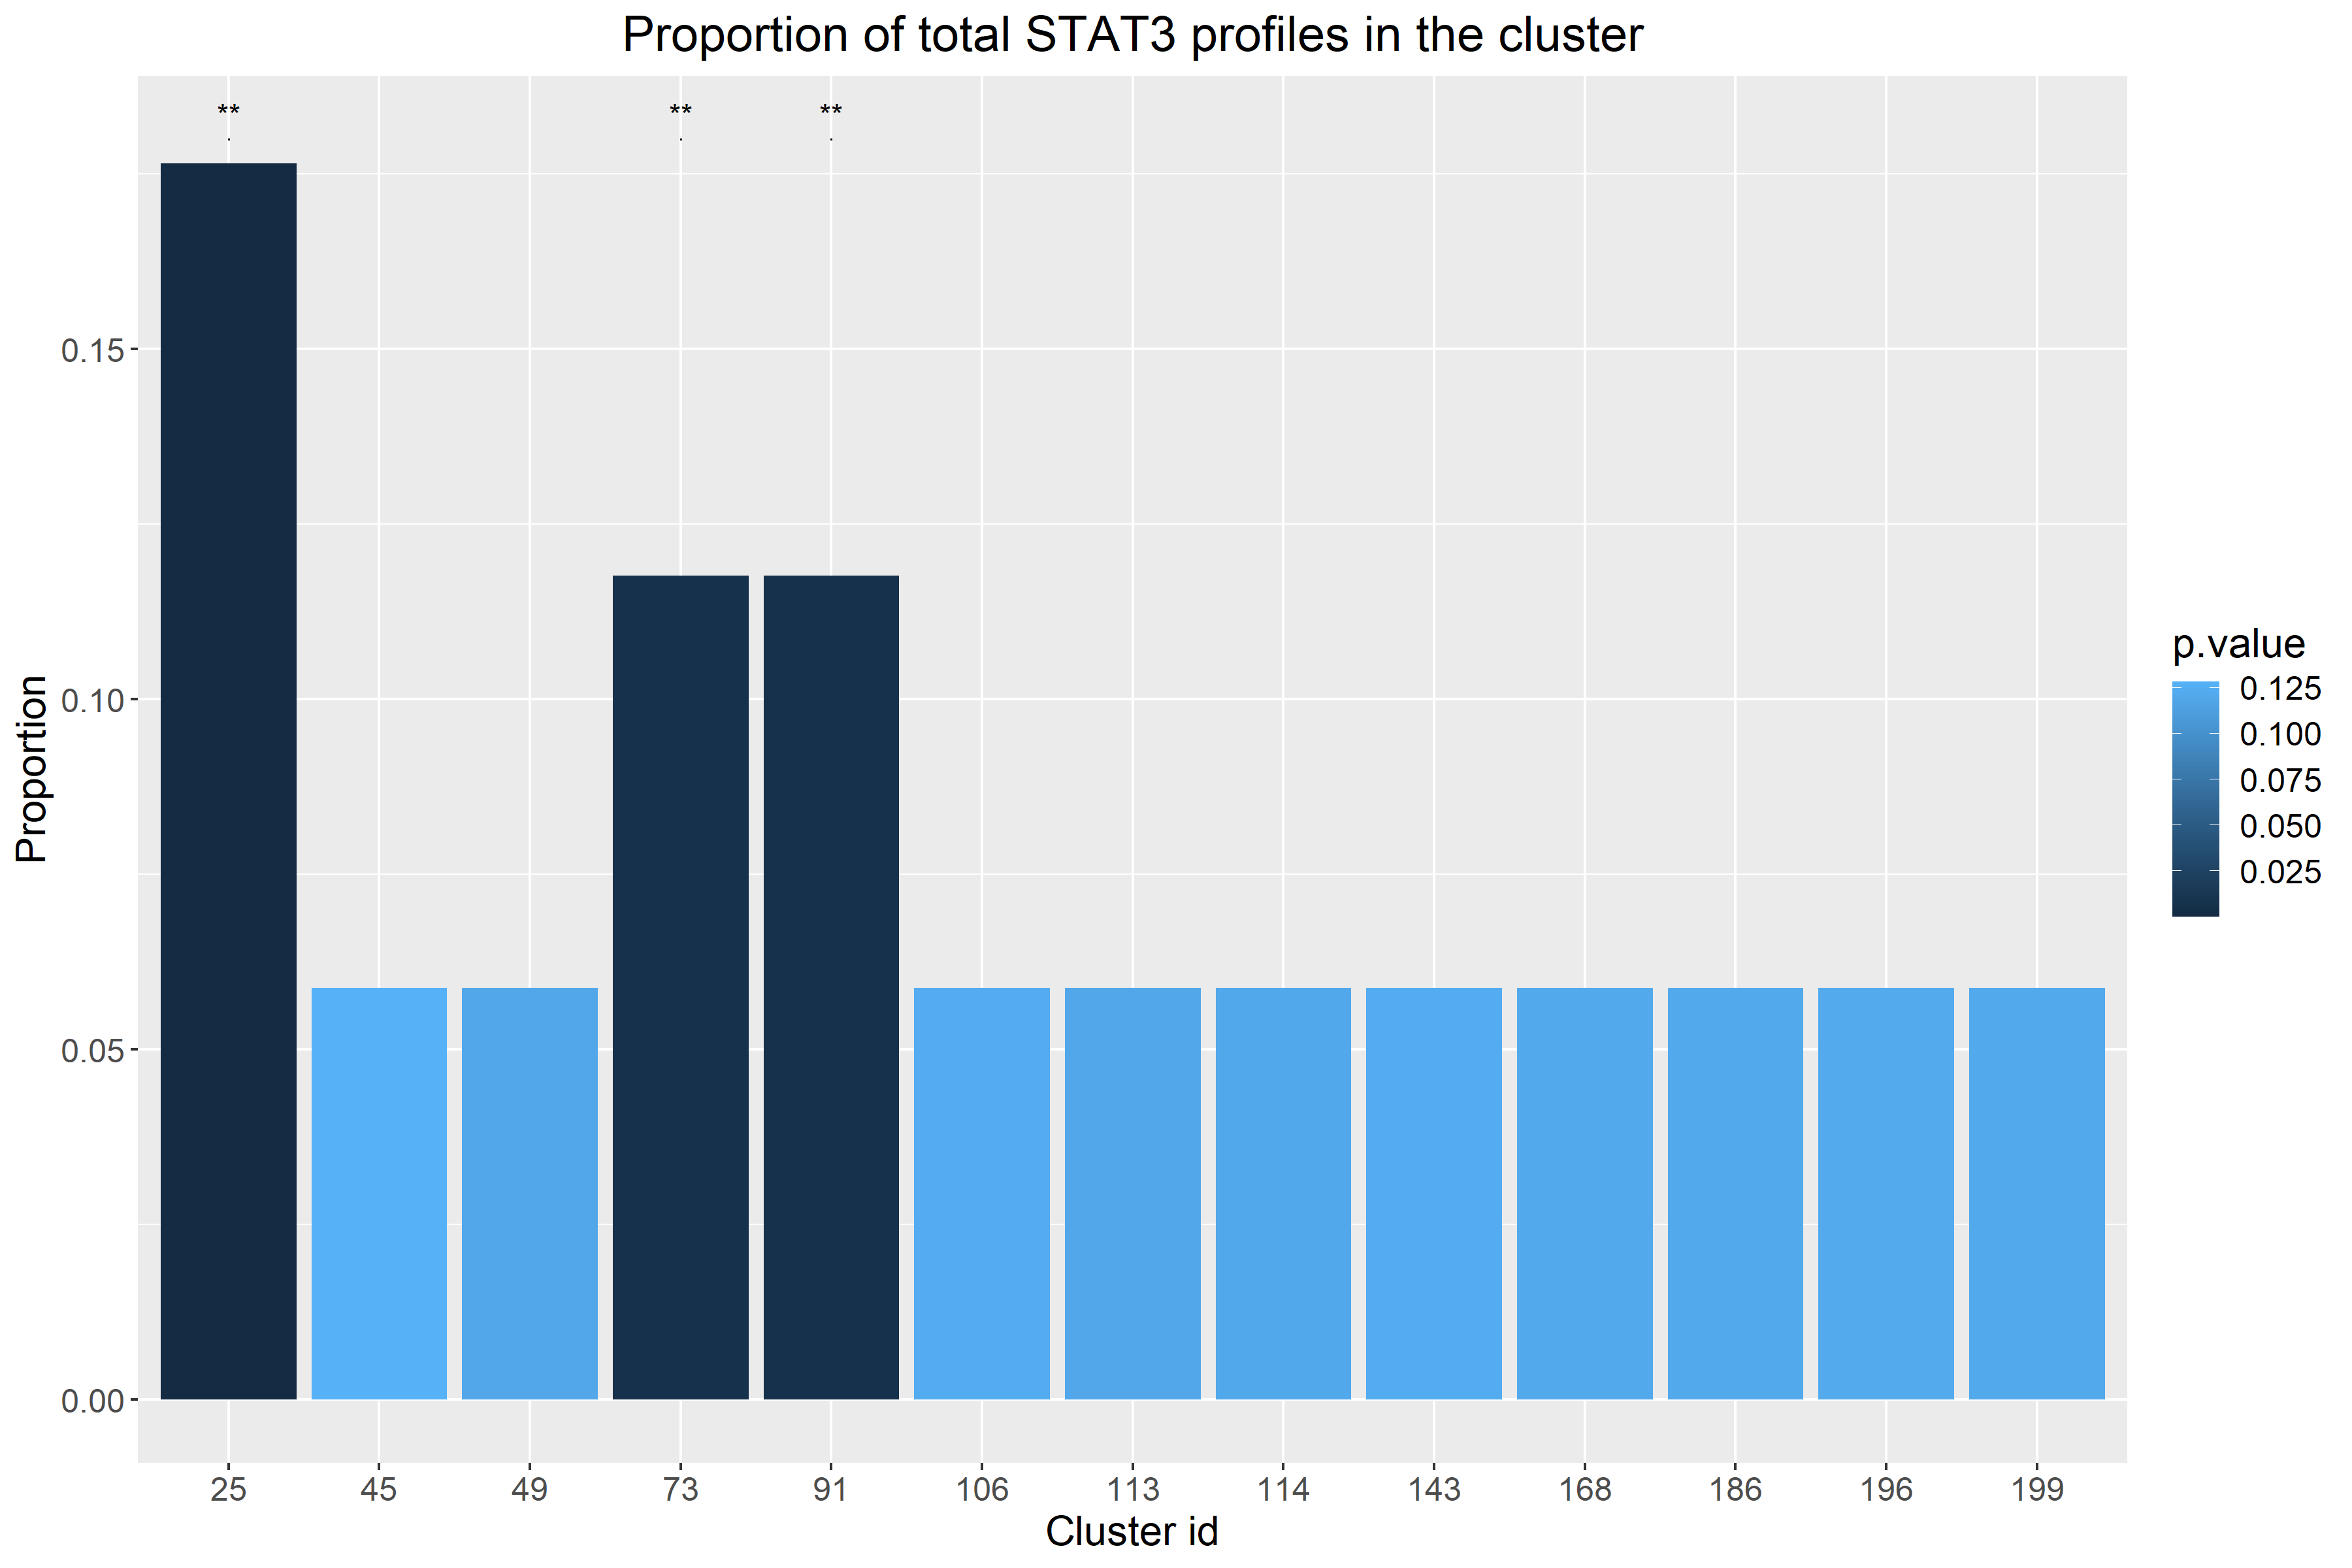 Proportion of total STAT3 profiles in the cluster
** ** **
. . .
0.15
0.10
0.05
0.00
Proportion
25 45 49 73 91 106 113 114 143 168 186 196 199
Cluster id
p.value
0.125
0.100
0.075
0.050
0.025